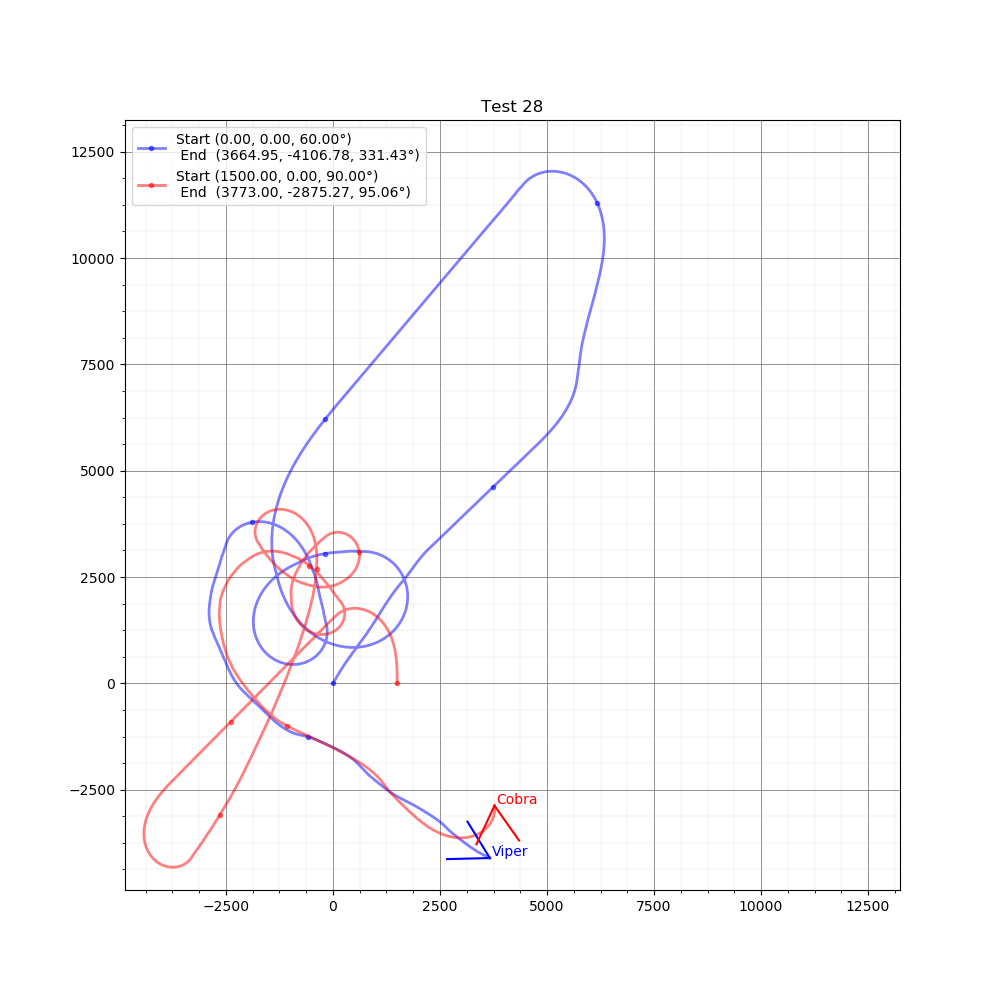 Test 28
Start (0.00, 0.00, 60.00°)
End (3664.95, -4106.78, 331.43°)
Start (1500.00, 0.00, 90.00°)
End (3773.00, -2875.27, 95.06°)
12500
10000
7500
5000
2500
0
−2500
Cobra
Viper
−2500
0
2500
5000
7500
10000
12500